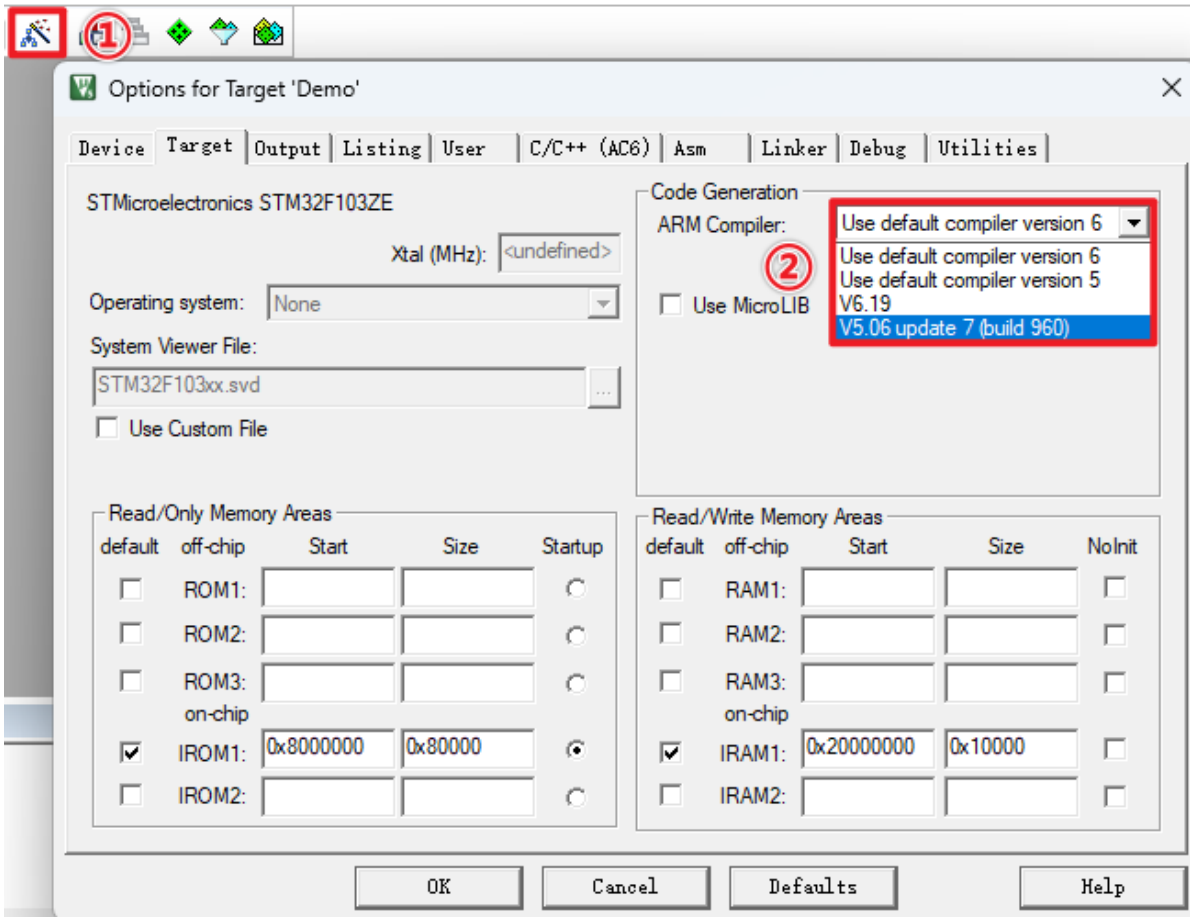 ①
Options for Target 'Demo'
Device Target Output Listing User C/C++ (AC6) Asm Linker Debug Utilities
STMicroelectronics STM32F103ZE
Xtal (MHz): <undefined>
Operating system: None
System Viewer File:
STM32F103xx.svd ...
Use Custom File
Code Generation
ARM Compiler: Use default compiler version 6
②
Use default compiler version 6
Use default compiler version 5
V6.19
V5.06 update 7 (build 960)
Use MicroLIB
Read/Only Memory Areas
default off-chip Start Size Startup
ROM1:
ROM2:
ROM3:
on-chip
IROM1: 0x8000000 0x80000
IROM2:
Read/Write Memory Areas
default off-chip Start Size NoInit
RAM1:
RAM2:
RAM3:
on-chip
IRAM1: 0x20000000 0x10000
IRAM2:
OK Cancel Defaults Help